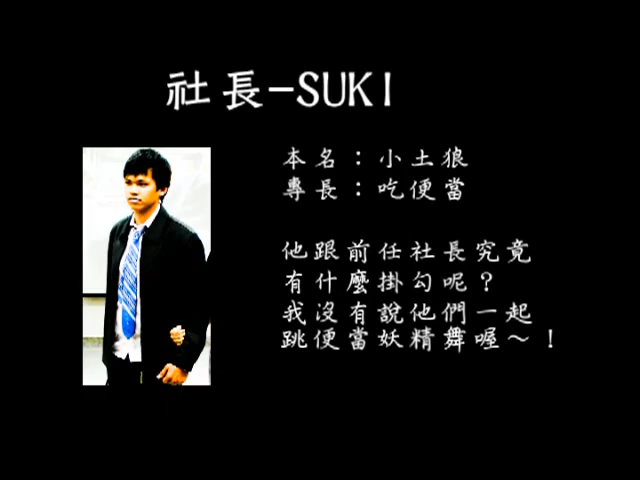 社長-SUKI
本名：小土狼
專長：吃便當
他跟前任社長究竟
有什麼掛勾呢？
我沒有說他們一起
跳便當妖精舞喔～！